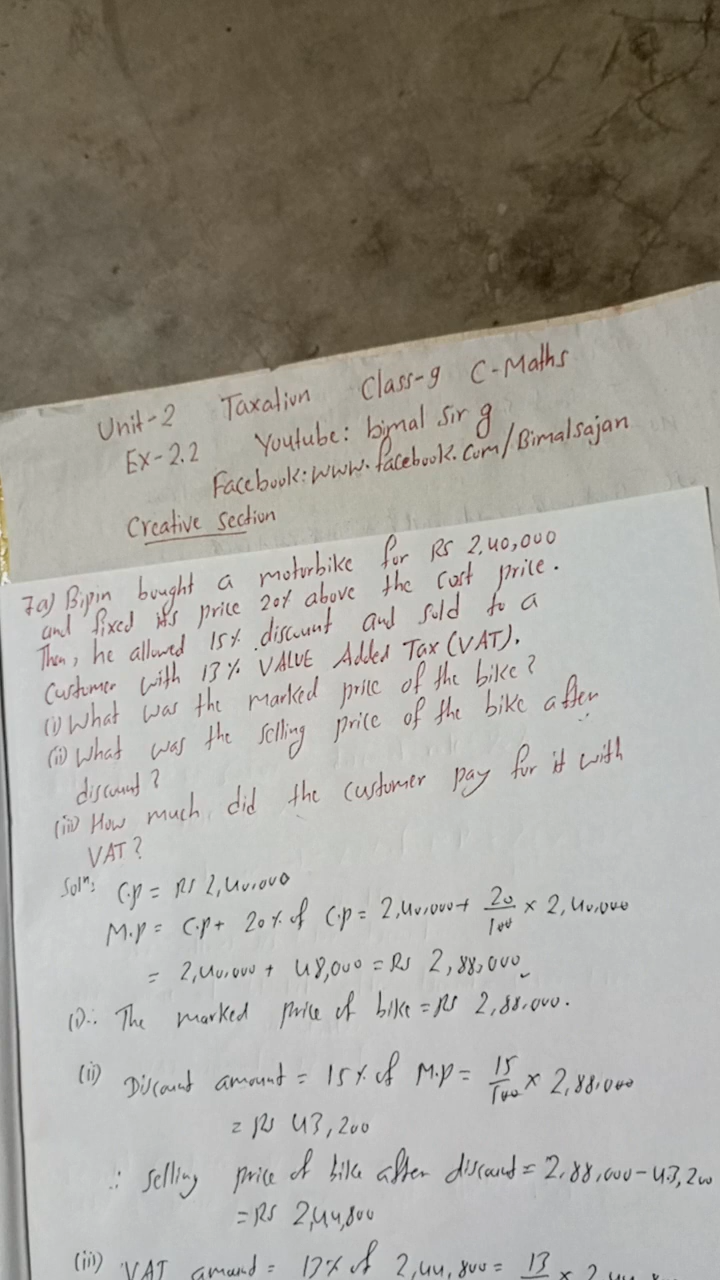 Unit-2 Taxation Class-9 C-Maths
Ex-2.2 Youtube: bimal sir g
Facebook: www.facebook.com/Bimalsajan
Creative Section
7a) Bipin bought a motorbike for RS 2,40,000
and fixed its price 20% above the cost price.
Then, he allowed 15% discount and sold to a
customer with 13% VALUE Added Tax (VAT).
(i) What was the marked price of the bike?
(ii) What was the selling price of the bike after
discount?
(iii) How much did the customer pay for it with
VAT?
Solⁿ: C.p = RS 2,40,000
M.p = C.p + 20% of C.p = 2,40,000 + 20/100 × 2,40,000
= 2,40,000 + 48,000 = RS 2,88,000
(i) ∴ The marked price of bike = RS 2,88,000.
(ii) Discount amount = 15% of M.p = 15/100 × 2,88,000
= RS 43,200
∴ selling price of bike after discount = 2,88,000 - 43,200
= RS 2,44,800
(iii) VAT amount = 13% of 2,44,800 = 13 × 2